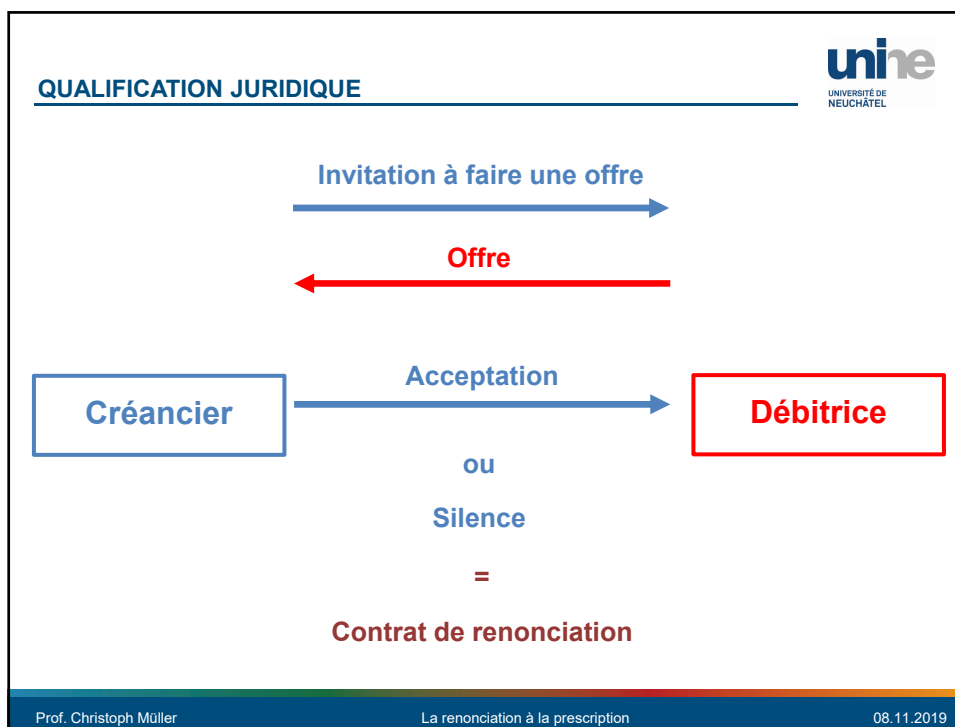 QUALIFICATION JURIDIQUE
unine
UNIVERSITÉ DE
NEUCHÂTEL
Invitation à faire une offre
Offre
Acceptation
Créancier
Débitrice
ou
Silence
=
Contrat de renonciation
Prof. Christoph Müller
La renonciation à la prescription
08.11.2019